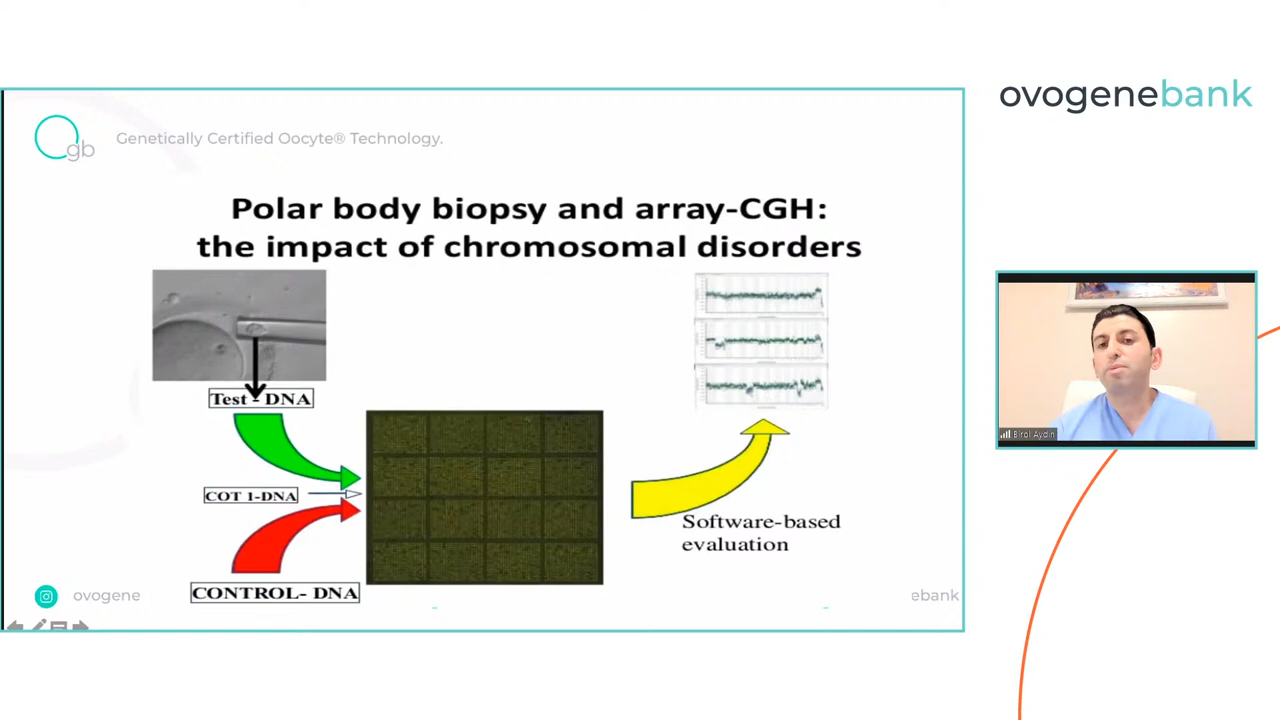 ovogenebank
gb
Genetically Certified Oocyte® Technology.
Polar body biopsy and array-CGH:
the impact of chromosomal disorders
Test - DNA
COT 1-DNA
CONTROL- DNA
Software-based
evaluation
ovogene
ebank
Birol Aydin